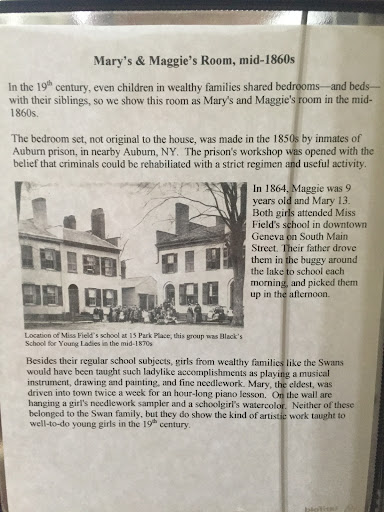 Mary's & Maggie's Room, mid-1860s
In the 19th century, even children in wealthy families shared bedrooms—and beds—
with their siblings, so we show this room as Mary's and Maggie's room in the mid-
1860s.
The bedroom set, not original to the house, was made in the 1850s by inmates of
Auburn prison, in nearby Auburn, NY. The prison's workshop was opened with the
belief that criminals could be rehabiliated with a strict regimen and useful activity.
In 1864, Maggie was 9
years old and Mary 13.
Both girls attended Miss
Field's school in downtown
Geneva on South Main
Street. Their father drove
them in the buggy around
the lake to school each
morning, and picked them
up in the afternoon.
Location of Miss Field's school at 15 Park Place; this group was Black's
School for Young Ladies in the mid-1870s
Besides their regular school subjects, girls from wealthy families like the Swans
would have been taught such ladylike accomplishments as playing a musical
instrument, drawing and painting, and fine needlework. Mary, the eldest, was
driven into town twice a week for an hour-long piano lesson. On the wall are
hanging a girl's needlework sampler and a schoolgirl's watercolor. Neither of these
belonged to the Swan family, but they do show the kind of artistic work taught to
well-to-do young girls in the 19th century.